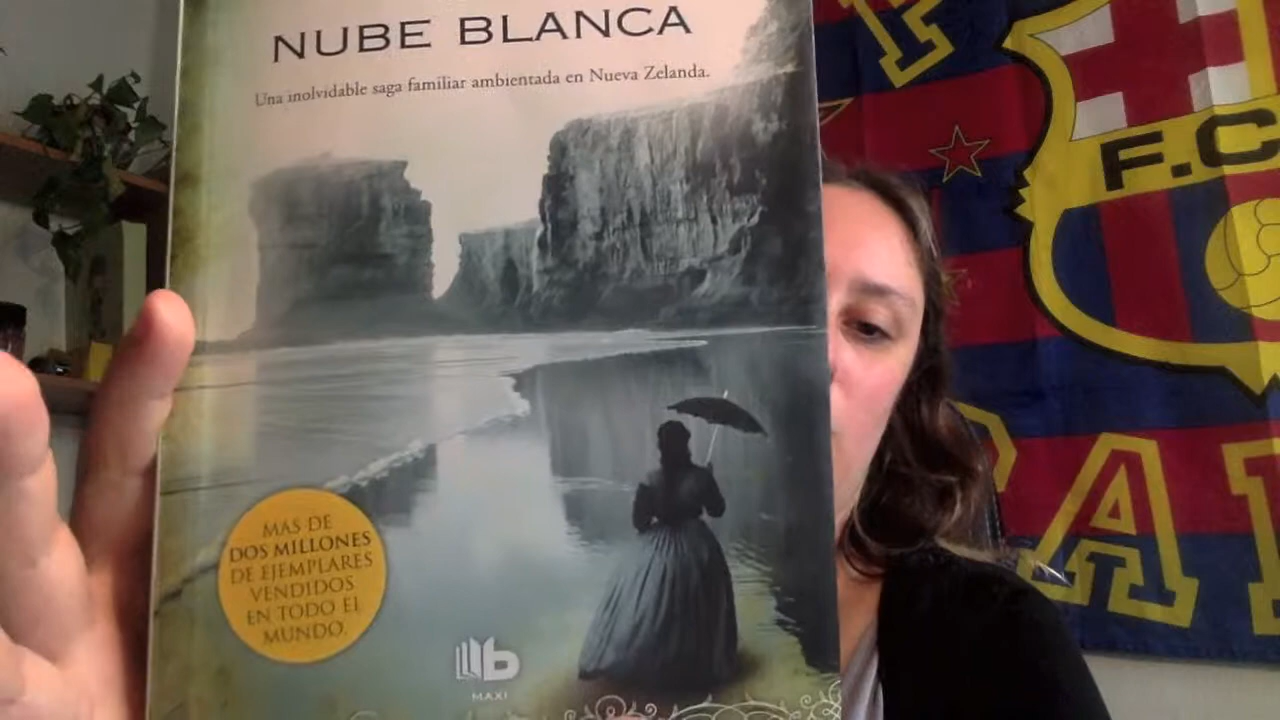 NUBE BLANCA
Una inolvidable saga familiar ambientada en Nueva Zelanda.
MAS DE
DOS MILLONES
DE EJEMPLARES
VENDIDOS
EN TODO EL
MUNDO.
b
MAXI
F.C
A